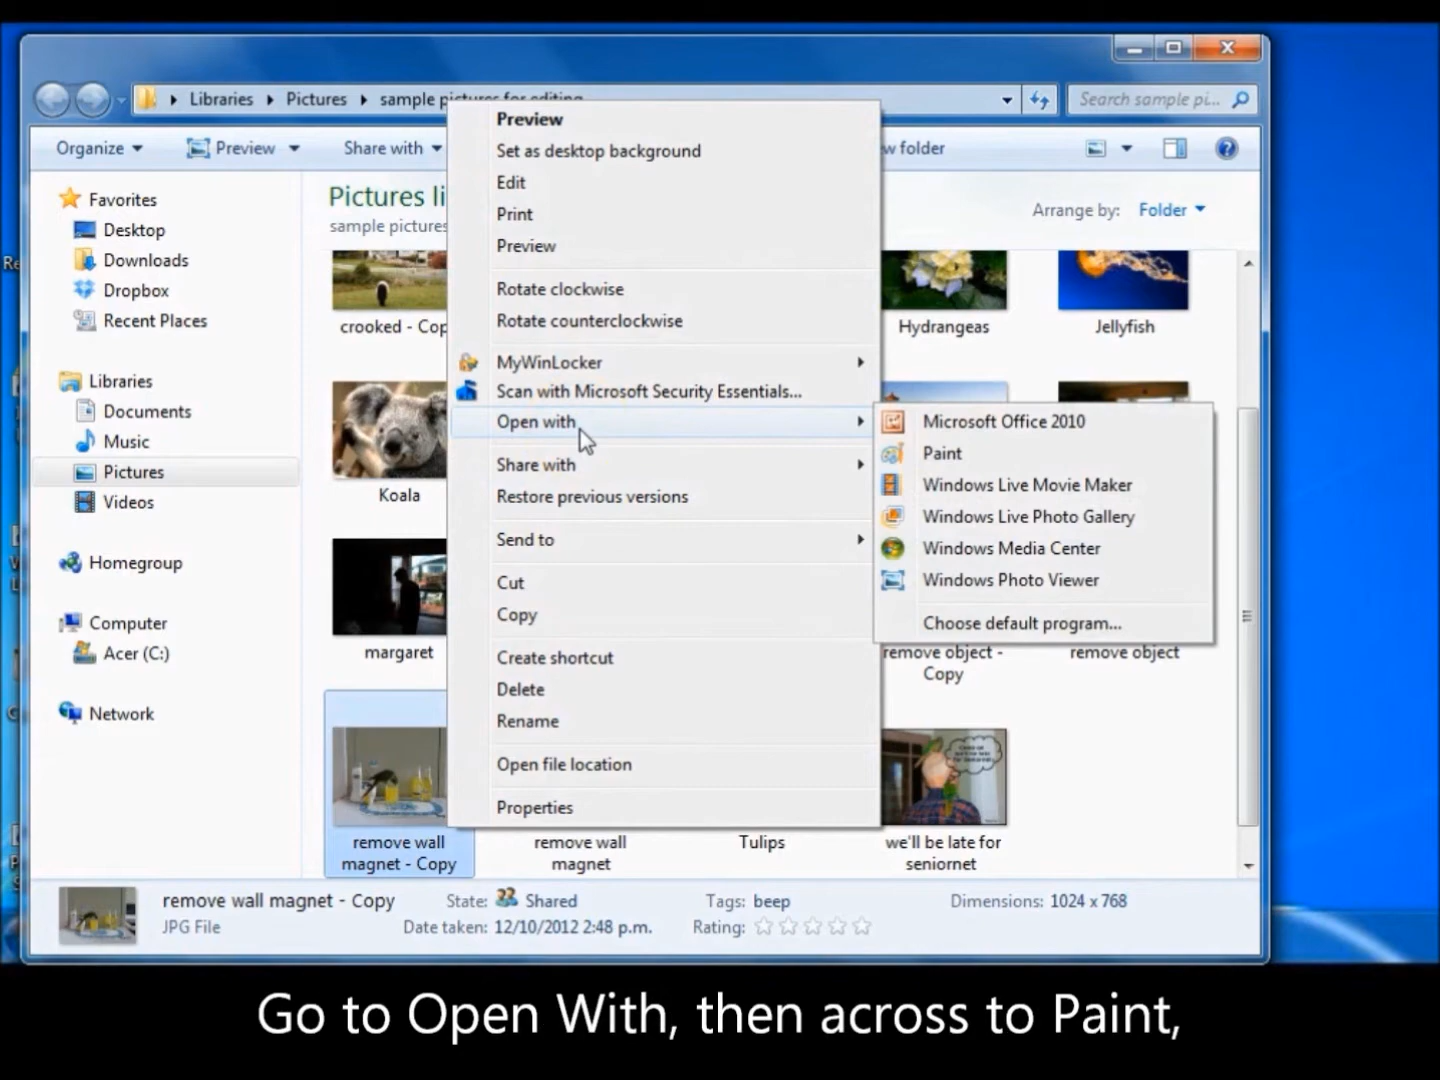 Libraries
Pictures
sample pictures for editing
Search sample pi...
Organize
Preview
Share with
w folder
Pictures li
sample pictures
Arrange by:
Folder
Favorites
Desktop
Downloads
Dropbox
Recent Places
Libraries
Documents
Music
Pictures
Videos
Homegroup
Computer
Acer (C:)
Network
Preview
Set as desktop background
Edit
Print
Preview
Rotate clockwise
Rotate counterclockwise
MyWinLocker
Scan with Microsoft Security Essentials...
Open with
Share with
Restore previous versions
Send to
Cut
Copy
Create shortcut
Delete
Rename
Open file location
Properties
Microsoft Office 2010
Paint
Windows Live Movie Maker
Windows Live Photo Gallery
Windows Media Center
Windows Photo Viewer
Choose default program...
crooked - Cop
Hydrangeas
Jellyfish
Koala
margaret
remove object -
Copy
remove object
remove wall
magnet - Copy
remove wall
magnet
Tulips
we'll be late for
seniornet
remove wall magnet - Copy
State:
Shared
Tags: beep
Dimensions: 1024 x 768
JPG File
Date taken: 12/10/2012 2:48 p.m.
Rating:
Go to Open With, then across to Paint,